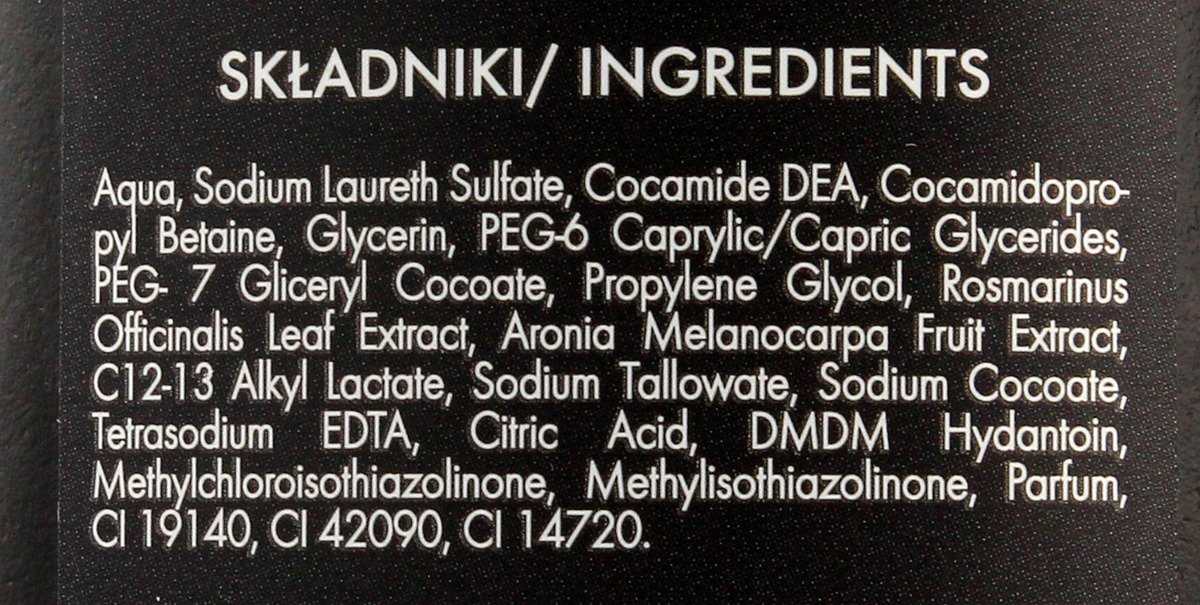 SKŁADNIKI/ INGREDIENTS
Aqua, Sodium Laureth Sulfate, Cocamide DEA, Cocamidopro-
pyl Betaine, Glycerin, PEG-6 Caprylic/Capric Glycerides,
PEG- 7 Gliceryl Cocoate, Propylene Glycol, Rosmarinus
Officinalis Leaf Extract, Aronia Melanocarpa Fruit Extract,
C12-13 Alkyl Lactate, Sodium Tallowate, Sodium Cocoate,
Tetrasodium EDTA, Citric Acid, DMDM Hydantoin,
Methylchloroisothiazolinone, Methylisothiazolinone, Parfum,
CI 19140, CI 42090, CI 14720.